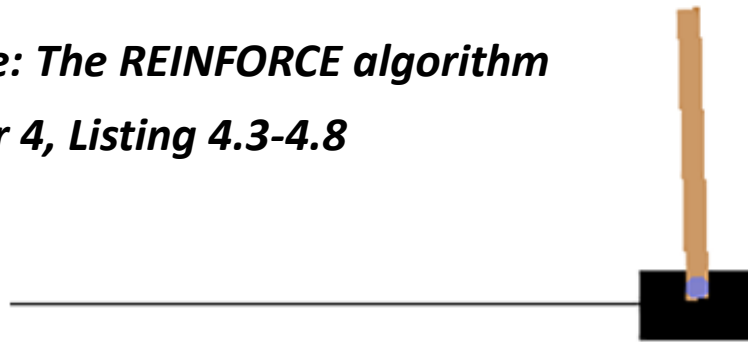 e: The REINFORCE algorithm
r 4, Listing 4.3-4.8